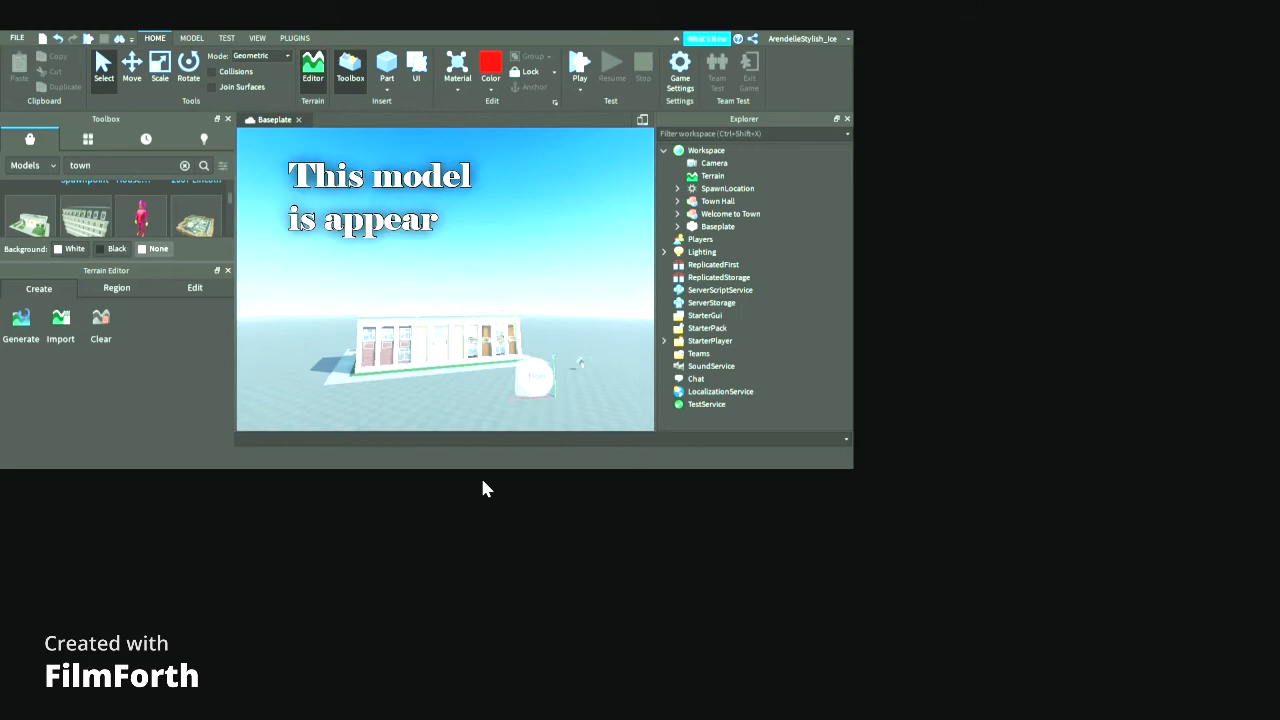 FILE HOME MODEL TEST VIEW PLUGINS What's New ArendelleStylish_Ice
Paste Copy Cut Duplicate Select Move Scale Rotate Mode: Geometric Collisions Join Surfaces Editor Toolbox Part UI Material Color Group Lock Anchor Play Resume Stop Game Settings Team Test Exit Game
Clipboard Tools Terrain Insert Edit Test Settings Team Test
Toolbox
Baseplate
Explorer
Filter workspace (Ctrl+Shift+X)
Models town
Background: White Black None
Terrain Editor
Create Region Edit
Generate Import Clear
This model
is appear
Workspace
Camera
Terrain
SpawnLocation
Town Hall
Welcome to Town
Baseplate
Players
Lighting
ReplicatedFirst
ReplicatedStorage
ServerScriptService
ServerStorage
StarterGui
StarterPack
StarterPlayer
Teams
SoundService
Chat
LocalizationService
TestService
Created with
FilmForth